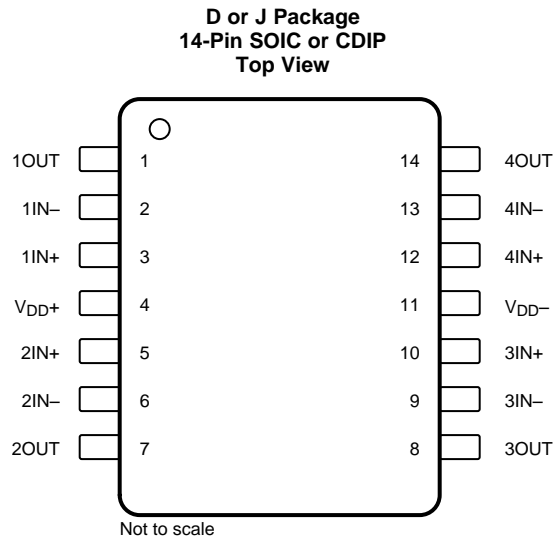 D or J Package
14-Pin SOIC or CDIP
Top View
1OUT 1 14 4OUT
1IN– 2 13 4IN–
1IN+ 3 12 4IN+
VDD+ 4 11 VDD–
2IN+ 5 10 3IN+
2IN– 6 9 3IN–
2OUT 7 8 3OUT
Not to scale